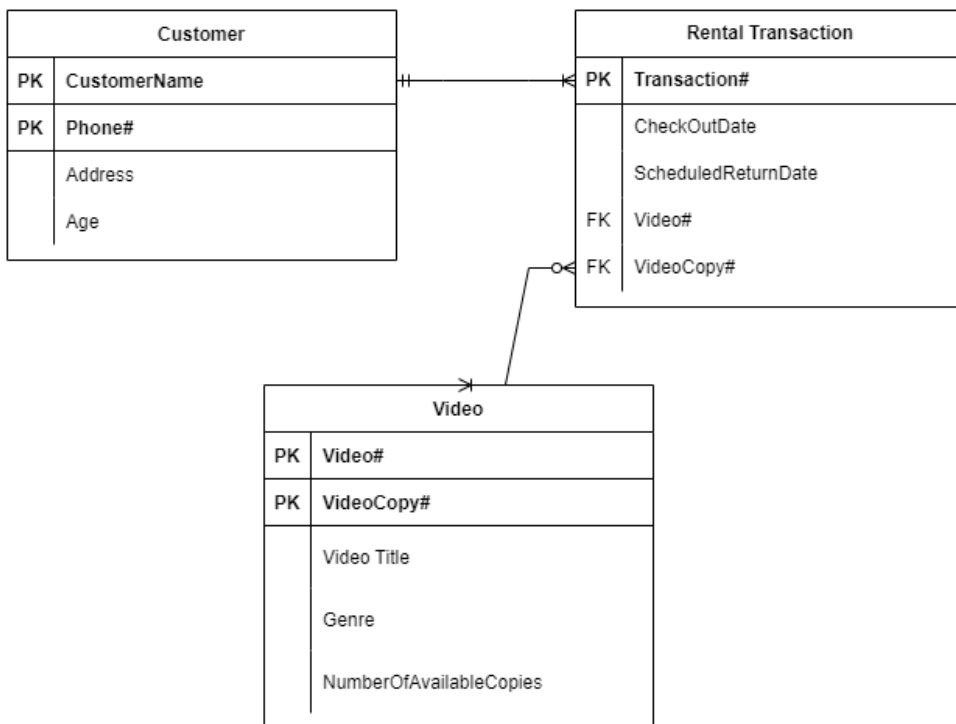 Customer
PK CustomerName
PK Phone#
Address
Age
Rental Transaction
PK Transaction#
CheckOutDate
ScheduledReturnDate
FK Video#
FK VideoCopy#
Video
PK Video#
PK VideoCopy#
Video Title
Genre
NumberOfAvailableCopies